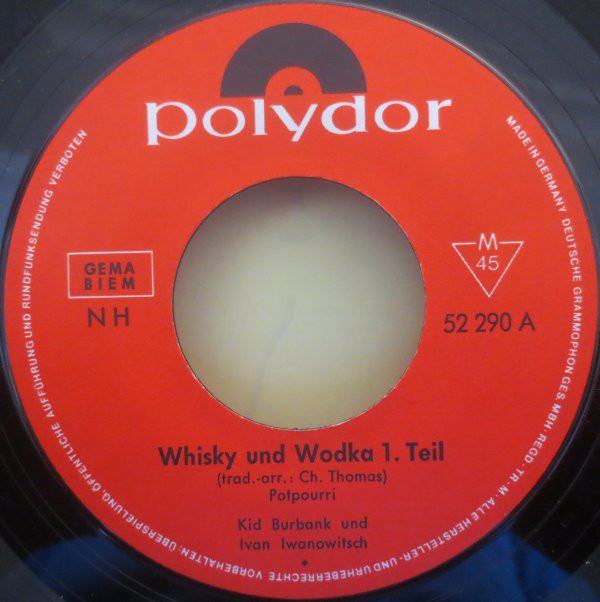 polydor
GEMA
BIEM
NH
M
45
52 290 A
Whisky und Wodka 1. Teil
(trad.-arr.: Ch. Thomas)
Potpourri
Kid Burbank und
Ivan Iwanowitsch
MADE IN GERMANY DEUTSCHE GRAMMOPHON GES. MBH · REGD · TR. M · ALLE HERSTELLER- UND URHEBERRECHTE VORBEHALTEN. ÜBERSPIELUNG, ÖFFENTLICHE AUFFÜHRUNG UND RUNDFUNKSENDUNG VERBOTEN